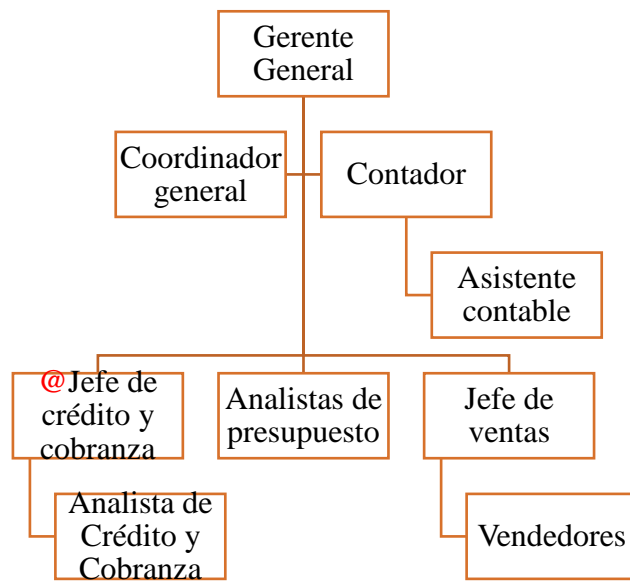 Gerente
General
Coordinador
general
Contador
Asistente
contable
@Jefe de
crédito y
cobranza
Analistas de
presupuesto
Jefe de
ventas
Analista de
Crédito y
Cobranza
Vendedores